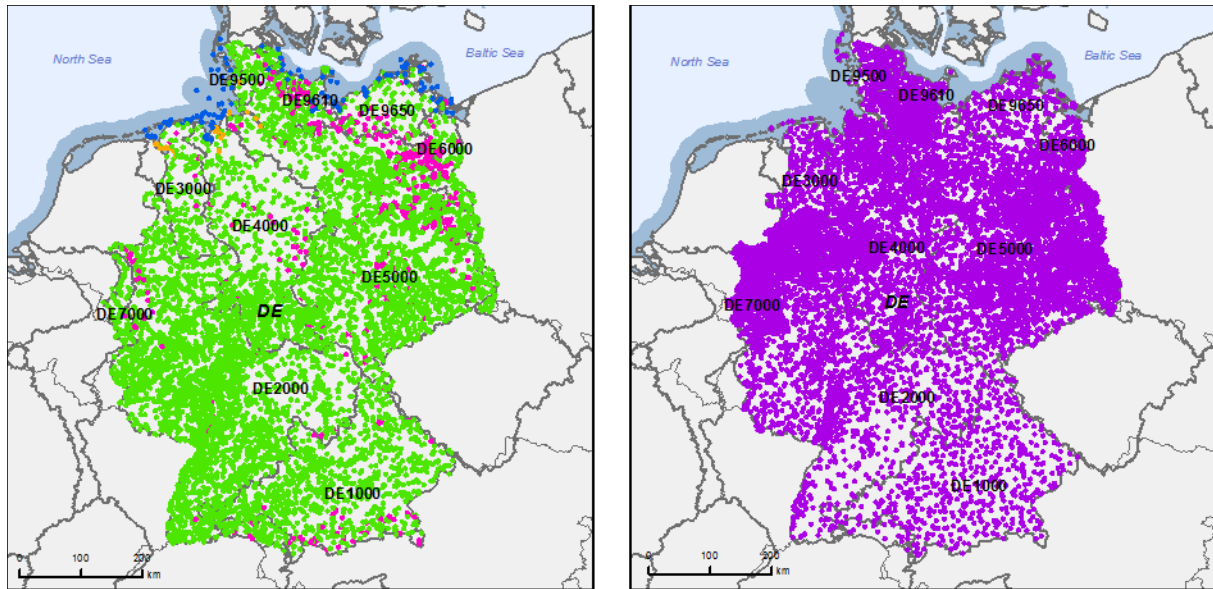 North Sea
Baltic Sea
DE9500
DE9610
DE9650
DE6000
DE3000
DE4000
DE5000
DE7000
DE
DE2000
DE1000
0 100 200
km
North Sea
Baltic Sea
DE9500
DE9610
DE9650
DE6000
DE3000
DE4000
DE5000
DE7000
DE
DE2000
DE1000
0 100 200
km